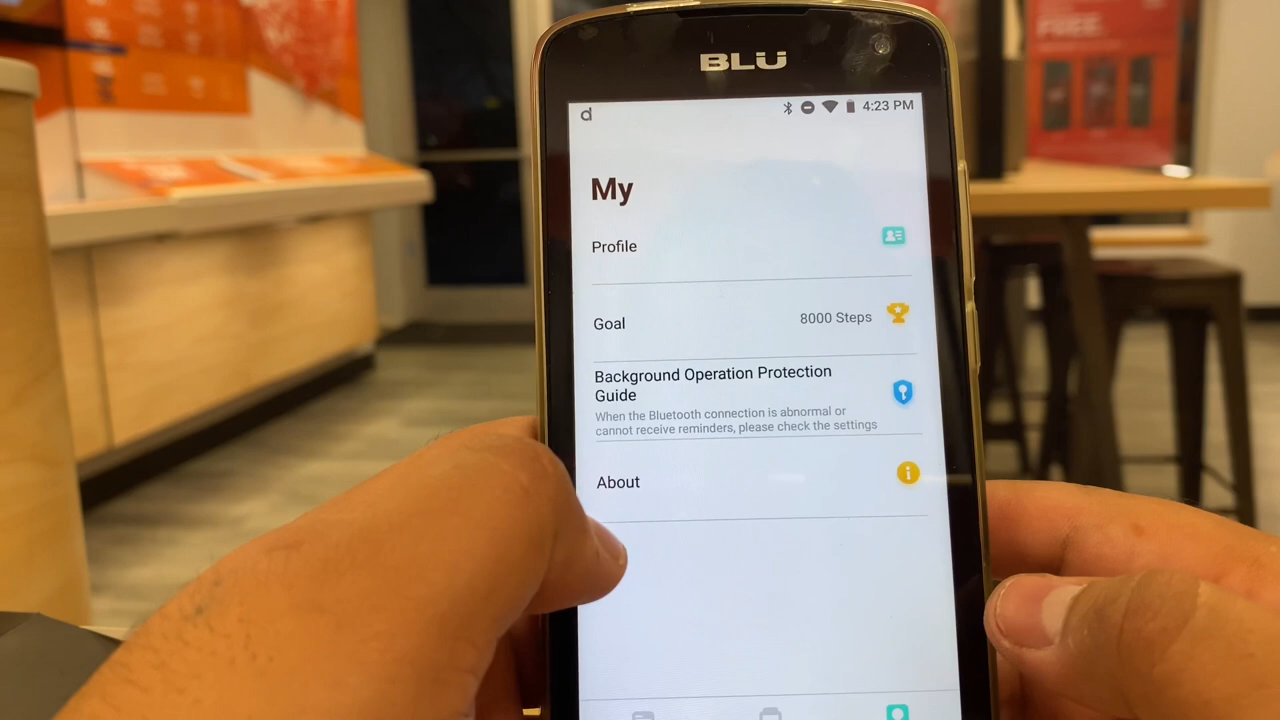 FREE.
BLU
d
4:23 PM
My
Profile
Goal
8000 Steps
Background Operation Protection
Guide
When the Bluetooth connection is abnormal or
cannot receive reminders, please check the settings
About